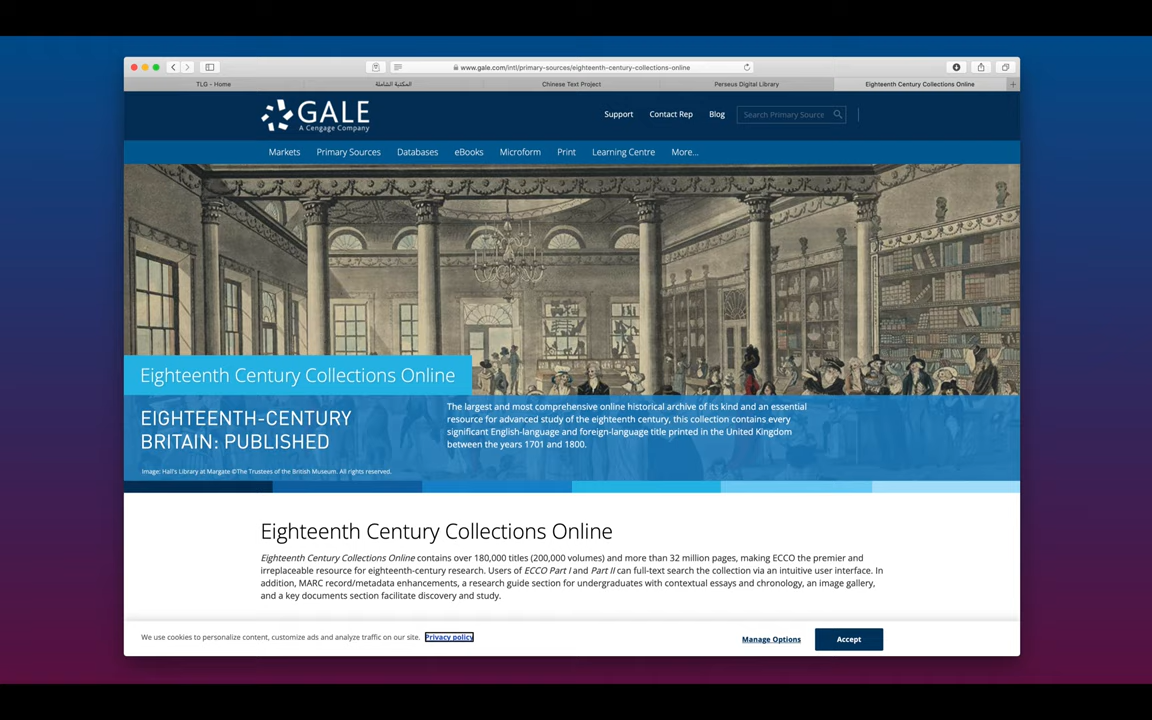 www.gale.com/intl/primary-sources/eighteenth-century-collections-online
TLG - Home
المكتبة الشاملة
Chinese Text Project
Perseus Digital Library
Eighteenth Century Collections Online
GALE
A Cengage Company
Support
Contact Rep
Blog
Search Primary Source
Markets
Primary Sources
Databases
eBooks
Microform
Print
Learning Centre
More...
Eighteenth Century Collections Online
EIGHTEENTH-CENTURY
BRITAIN: PUBLISHED
The largest and most comprehensive online historical archive of its kind and an essential
resource for advanced study of the eighteenth century, this collection contains every
significant English-language and foreign-language title printed in the United Kingdom
between the years 1701 and 1800.
Image: Hall's Library at Margate ©The Trustees of the British Museum. All rights reserved.
Eighteenth Century Collections Online
Eighteenth Century Collections Online contains over 180,000 titles (200,000 volumes) and more than 32 million pages, making ECCO the premier and
irreplaceable resource for eighteenth-century research. Users of ECCO Part I and Part II can full-text search the collection via an intuitive user interface. In
addition, MARC record/metadata enhancements, a research guide section for undergraduates with contextual essays and chronology, an image gallery,
and a key documents section facilitate discovery and study.
We use cookies to personalize content, customize ads and analyze traffic on our site. Privacy policy
Manage Options
Accept